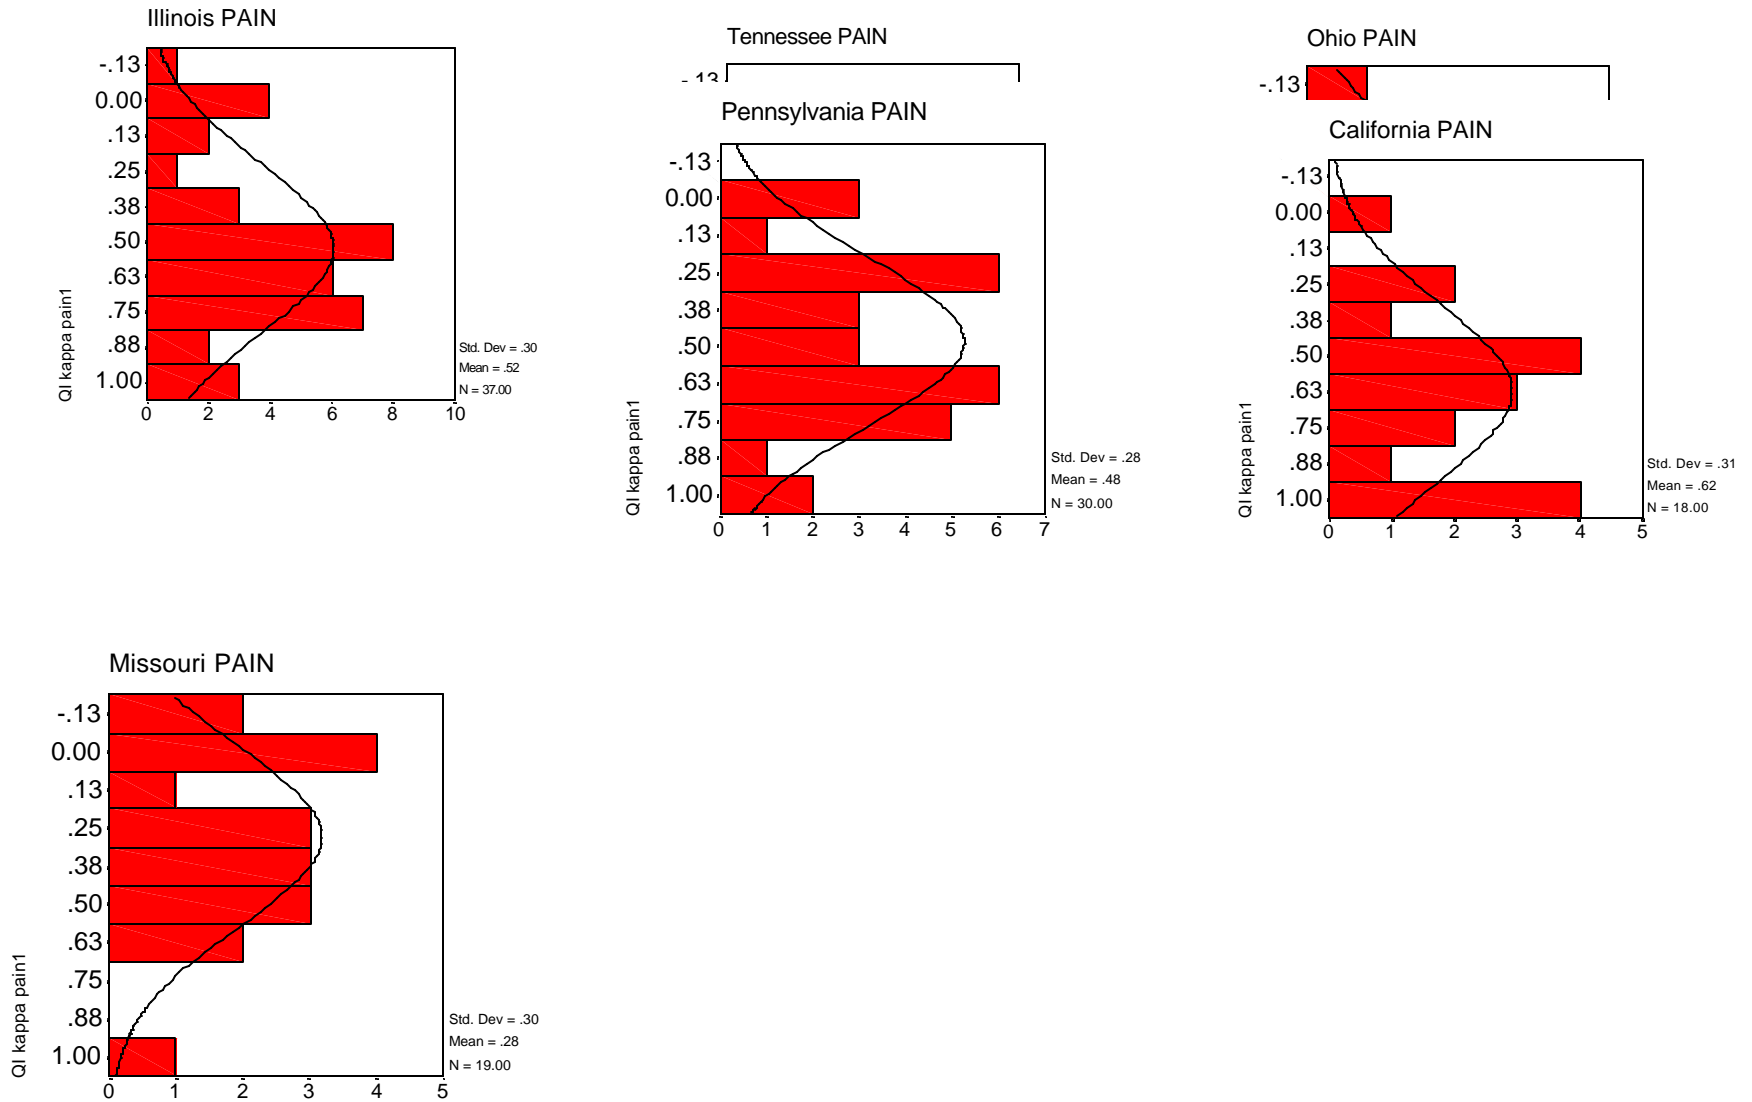 Illinois PAIN
-.13
0.00
.13
.25
.38
.50
.63
.75
.88
1.00
QI kappa pain1
0 2 4 6 8 10
Std. Dev = .30
Mean = .52
N = 37.00
Tennessee PAIN
-.13
Pennsylvania PAIN
-.13
0.00
.13
.25
.38
.50
.63
.75
.88
1.00
QI kappa pain1
0 1 2 3 4 5 6 7
Std. Dev = .28
Mean = .48
N = 30.00
Ohio PAIN
-.13
California PAIN
-.13
0.00
.13
.25
.38
.50
.63
.75
.88
1.00
QI kappa pain1
0 1 2 3 4 5
Std. Dev = .31
Mean = .62
N = 18.00
Missouri PAIN
-.13
0.00
.13
.25
.38
.50
.63
.75
.88
1.00
QI kappa pain1
0 1 2 3 4 5
Std. Dev = .30
Mean = .28
N = 19.00